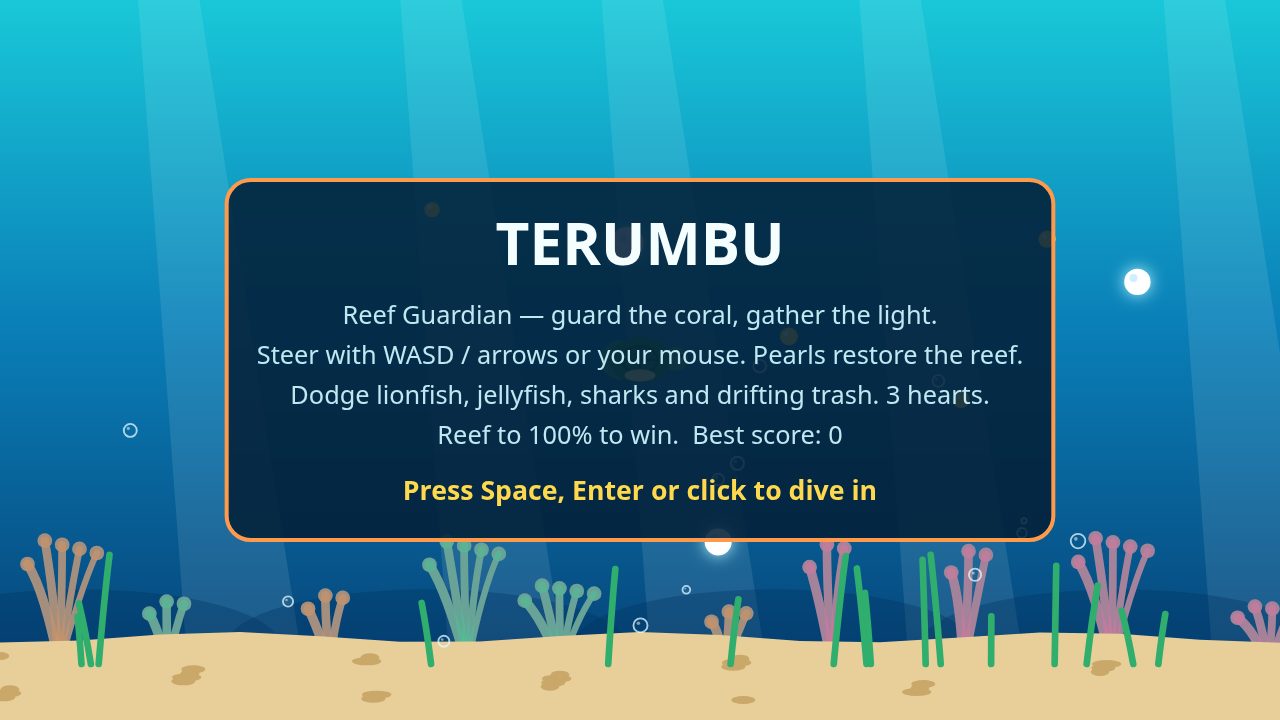 TERUMBU
Reef Guardian — guard the coral, gather the light.
Steer with WASD / arrows or your mouse. Pearls restore the reef.
Dodge lionfish, jellyfish, sharks and drifting trash. 3 hearts.
Reef to 100% to win.  Best score: 0
Press Space, Enter or click to dive in